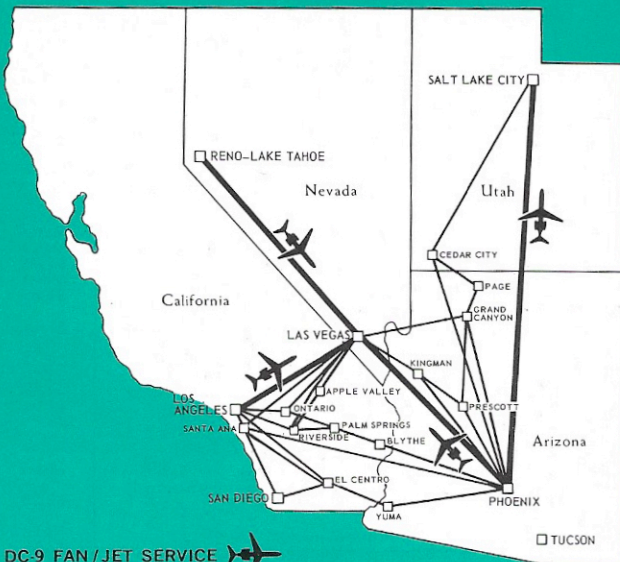 SALT LAKE CITY
RENO-LAKE TAHOE
Nevada
Utah
CEDAR CITY
PAGE
California
GRAND
CANYON
LAS VEGAS
KINGMAN
APPLE VALLEY
LOS
ANGELES
ONTARIO
PRESCOTT
SANTA ANA
RIVERSIDE
PALM SPRINGS
BLYTHE
Arizona
EL CENTRO
SAN DIEGO
PHOENIX
YUMA
TUCSON
DC-9 FAN/JET SERVICE